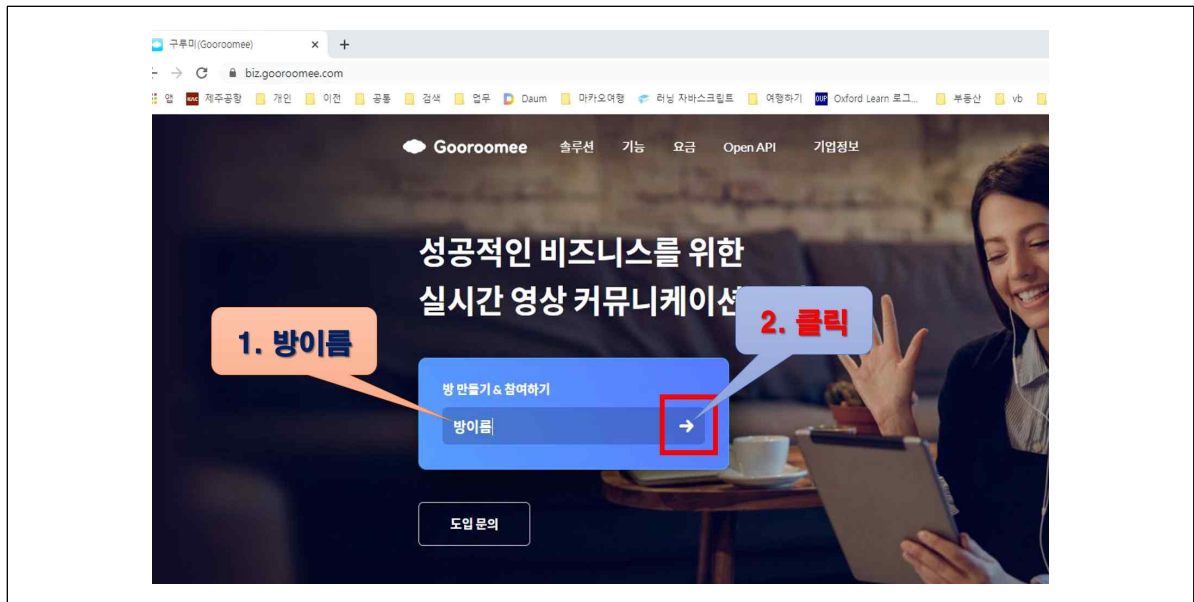 구루미(Gooroomee)
biz.gooroomee.com
앱 제주공항 개인 이전 공통 검색 업무 Daum 마카오여행 러닝 자바스크립트 여행하기 Oxford Learn 로그... 부동산 vb
Gooroomee 솔루션 기능 요금 Open API 기업정보
성공적인 비즈니스를 위한
실시간 영상 커뮤니케이션
1. 방이름
2. 클릭
방 만들기 & 참여하기
방이름
도입 문의